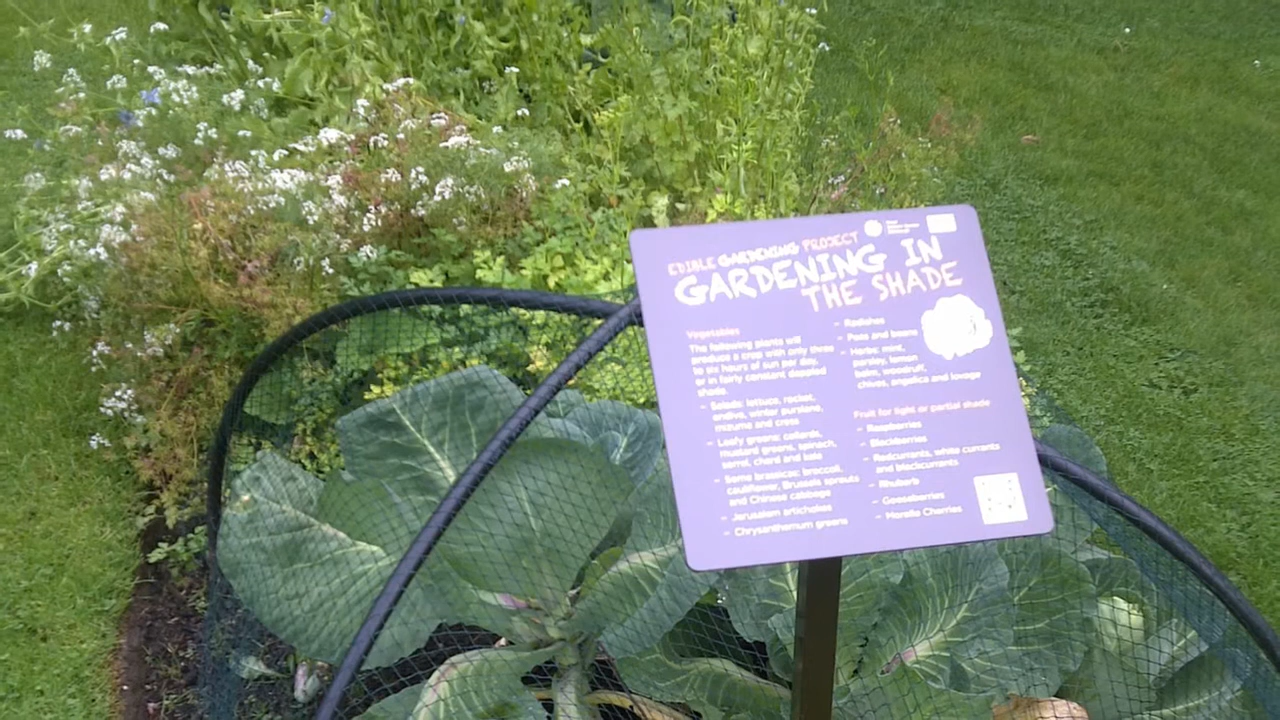 EDIBLE GARDENING PROJECT
GARDENING IN
THE SHADE
Vegetables
The following plants will
produce a crop with only three
to six hours of sun per day,
or in fairly constant dappled
shade.
– Salads: lettuce, rocket,
endive, winter purslane,
mizuma and cress
– Leafy greens: collards,
mustard greens, spinach,
sorrel, chard and kale
– Some brassicas: broccoli,
cauliflower, Brussels sprouts
and Chinese cabbage
– Jerusalem artichokes
– Chrysanthemum greens
– Radishes
– Peas and beans
– Herbs: mint,
parsley, lemon
balm, woodruff,
chives, angelica and lovage
Fruit for light or partial shade
– Raspberries
– Blackberries
– Redcurrants, white currants
and blackcurrants
– Rhubarb
– Gooseberries
– Morello Cherries